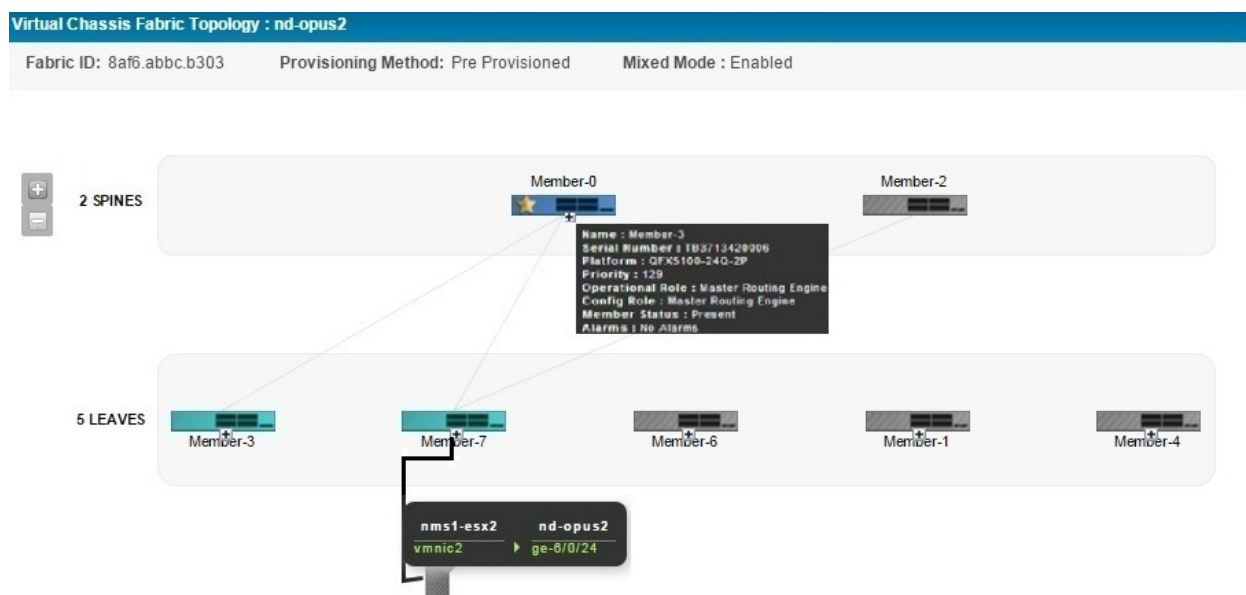 Virtual Chassis Fabric Topology : nd-opus2
Fabric ID: 8af6.abbc.b303 Provisioning Method: Pre Provisioned Mixed Mode : Enabled
Member-0 Member-2
2 SPINES
Name : Member-3
Serial Number : TB3713420006
Platform : QFX5100-24Q-2P
Priority : 129
Operational Role : Master Routing Engine
Config Role : Master Routing Engine
Member Status : Present
Alarms : No Alarms
5 LEAVES
Member-3 Member-7 Member-6 Member-1 Member-4
nms1-esx2 nd-opus2
vmnic2 ge-6/0/24